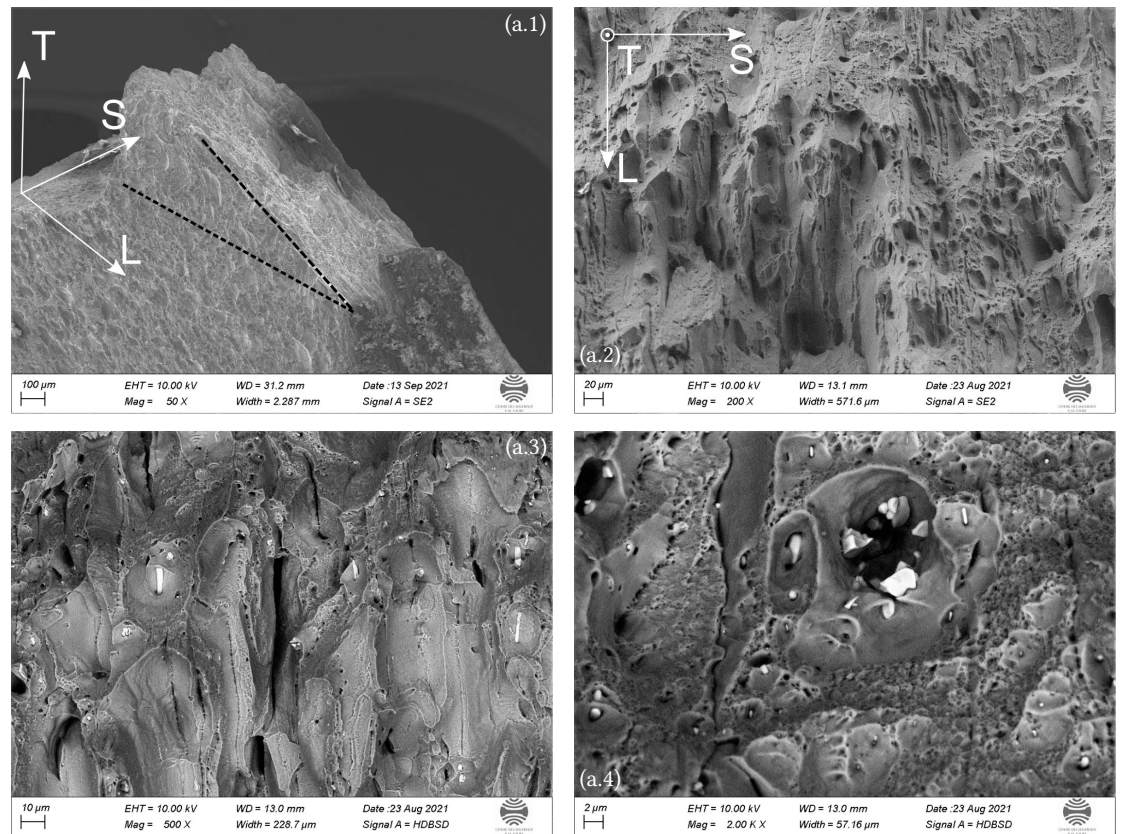 (a.1)
T
S
L
100 µm EHT = 10.00 kV WD = 31.2 mm Date :13 Sep 2021
Mag = 50 X Width = 2.287 mm Signal A = SE2
T
S
L
(a.2)
20 µm EHT = 10.00 kV WD = 13.1 mm Date :23 Aug 2021
Mag = 200 X Width = 571.6 µm Signal A = SE2
(a.3)
10 µm EHT = 10.00 kV WD = 13.0 mm Date :23 Aug 2021
Mag = 500 X Width = 228.7 µm Signal A = HDBSD
(a.4)
2 µm EHT = 10.00 kV WD = 13.0 mm Date :23 Aug 2021
Mag = 2.00 K X Width = 57.16 µm Signal A = HDBSD